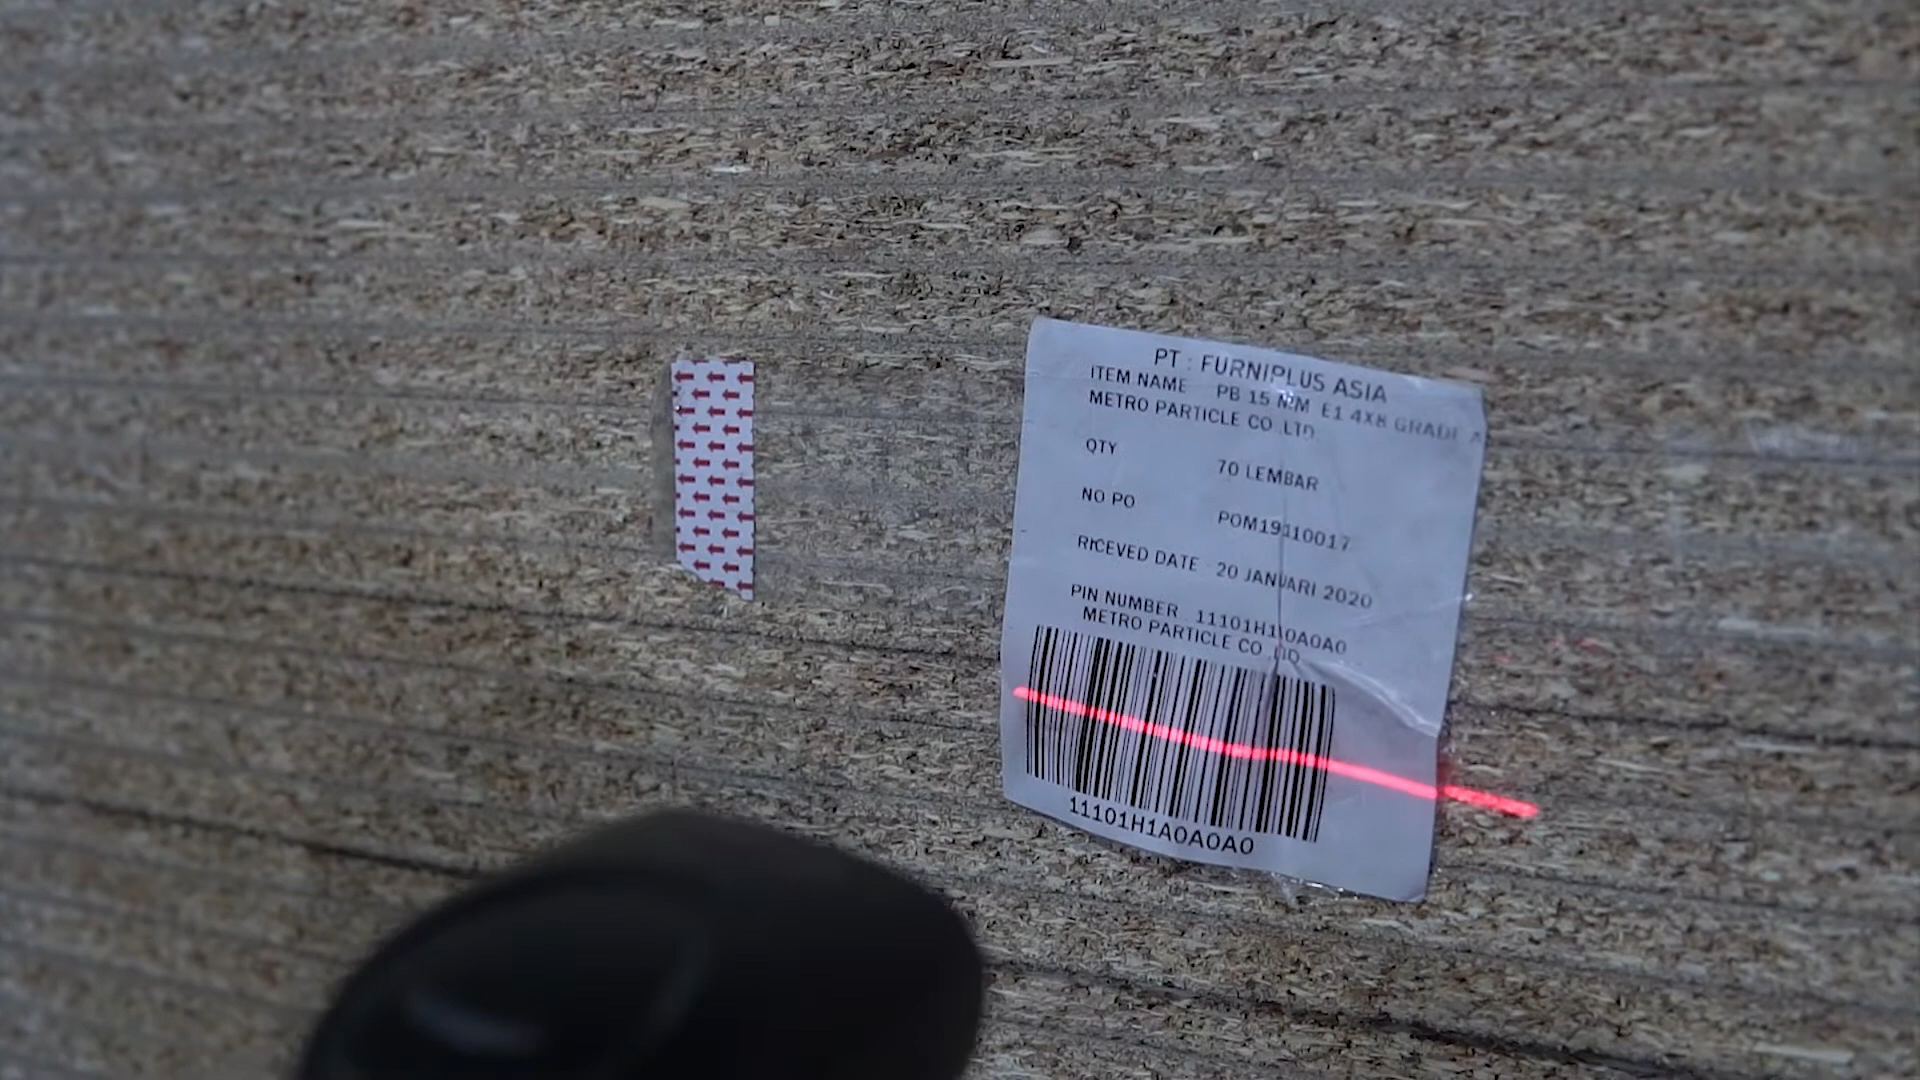 PT : FURNIPLUS ASIA
ITEM NAME PB 15 MM E1 4X8 GRADE A
METRO PARTICLE CO .LTD
QTY 70 LEMBAR
NO PO POM19110017
RICEVED DATE 20 JANUARI 2020
PIN NUMBER 11101H1A0A0A0
METRO PARTICLE CO .LTD
11101H1A0A0A0